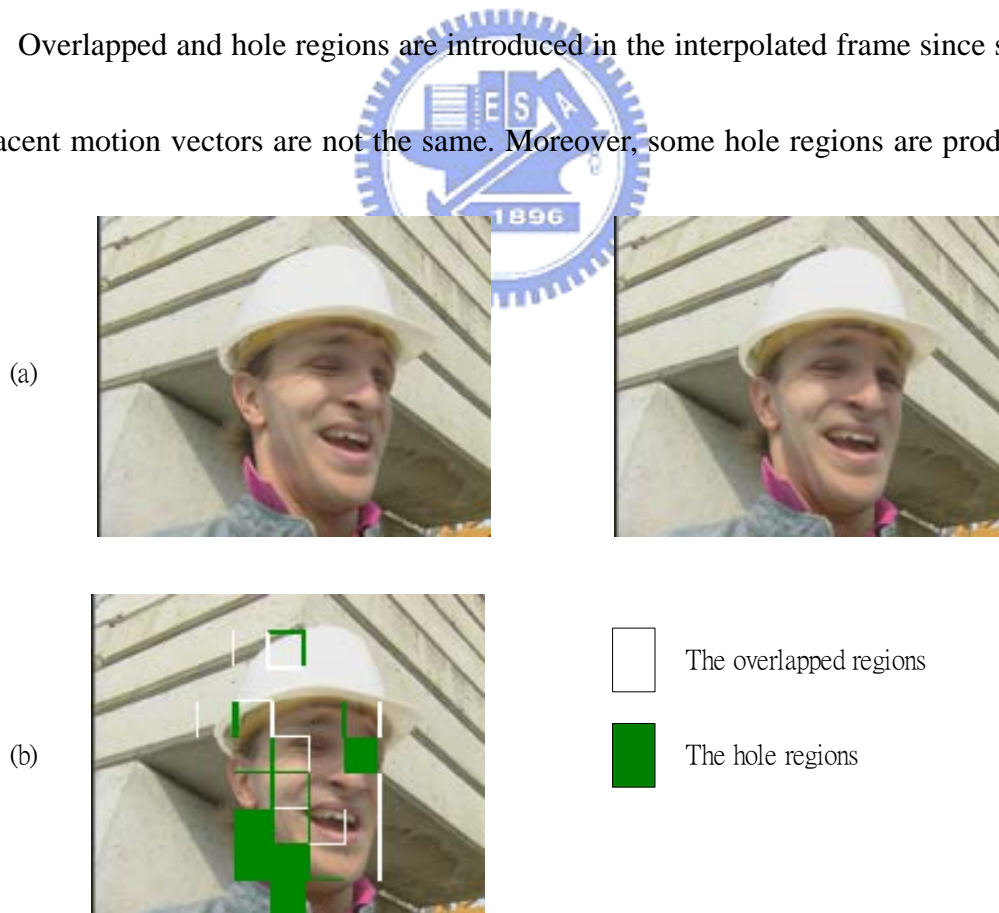 Overlapped and hole regions are introduced in the interpolated frame since
acent motion vectors are not the same. Moreover, some hole regions are prod
E S A
1896
(a)
(b)
The overlapped regions
The hole regions